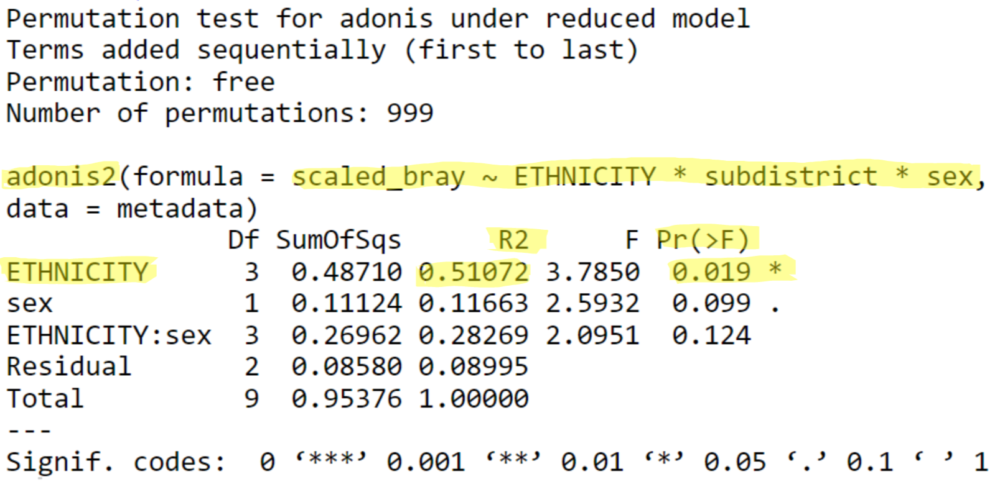 Permutation test for adonis under reduced model
Terms added sequentially (first to last)
Permutation: free
Number of permutations: 999
adonis2(formula = scaled_bray ~ ETHNICITY * subdistrict * sex,
data = metadata)
Df SumOfSqs R2 F Pr(>F)
ETHNICITY 3 0.48710 0.51072 3.7850 0.019 *
sex 1 0.11124 0.11663 2.5932 0.099 .
ETHNICITY:sex 3 0.26962 0.28269 2.0951 0.124
Residual 2 0.08580 0.08995
Total 9 0.95376 1.00000
---
Signif. codes: 0 ‘***’ 0.001 ‘**’ 0.01 ‘*’ 0.05 ‘.’ 0.1 ‘ ’ 1